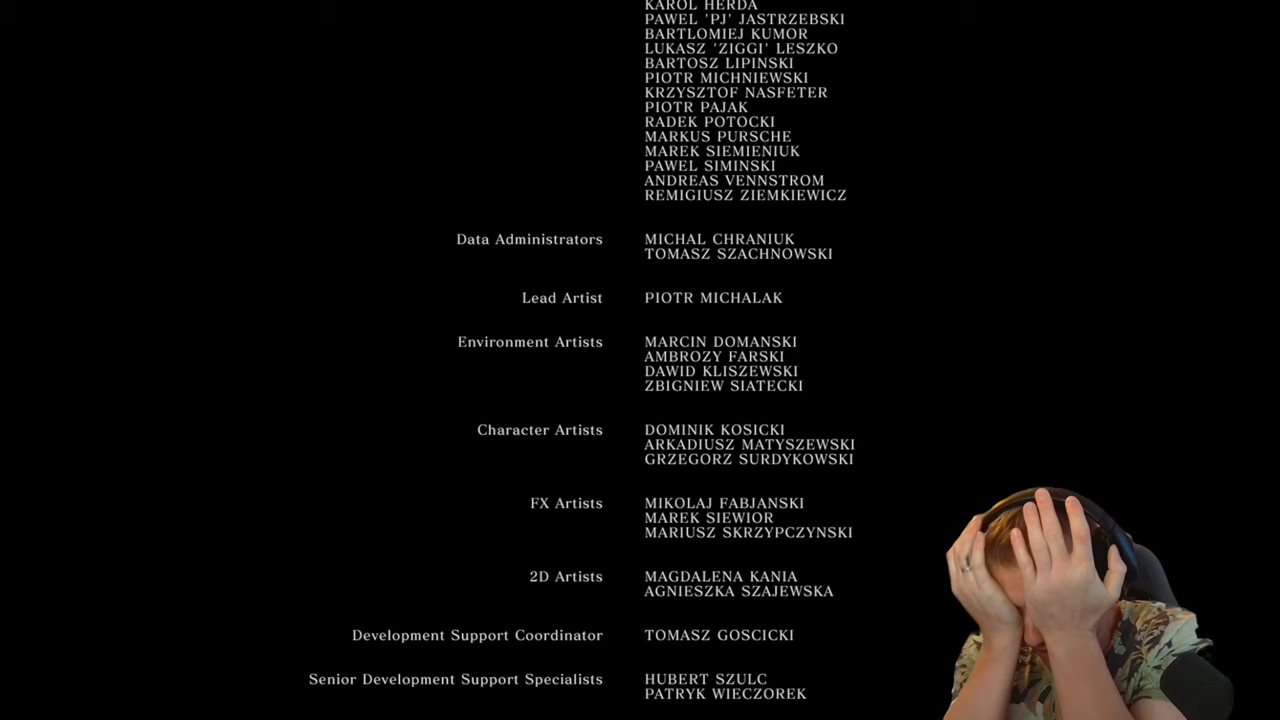 KAROL HERDA
PAWEL 'PJ' JASTRZEBSKI
BARTLOMIEJ KUMOR
LUKASZ 'ZIGGI' LESZKO
BARTOSZ LIPINSKI
PIOTR MICHNIEWSKI
KRZYSZTOF NASFETER
PIOTR PAJAK
RADEK POTOCKI
MARKUS PURSCHE
MAREK SIEMIENIUK
PAWEL SIMINSKI
ANDREAS VENNSTROM
REMIGIUSZ ZIEMKIEWICZ
Data Administrators MICHAL CHRANIUK
TOMASZ SZACHNOWSKI
Lead Artist PIOTR MICHALAK
Environment Artists MARCIN DOMANSKI
AMBROZY FARSKI
DAWID KLISZEWSKI
ZBIGNIEW SIATECKI
Character Artists DOMINIK KOSICKI
ARKADIUSZ MATYSZEWSKI
GRZEGORZ SURDYKOWSKI
FX Artists MIKOLAJ FABJANSKI
MAREK SIEWIOR
MARIUSZ SKRZYPCZYNSKI
2D Artists MAGDALENA KANIA
AGNIESZKA SZAJEWSKA
Development Support Coordinator TOMASZ GOSCICKI
Senior Development Support Specialists HUBERT SZULC
PATRYK WIECZOREK